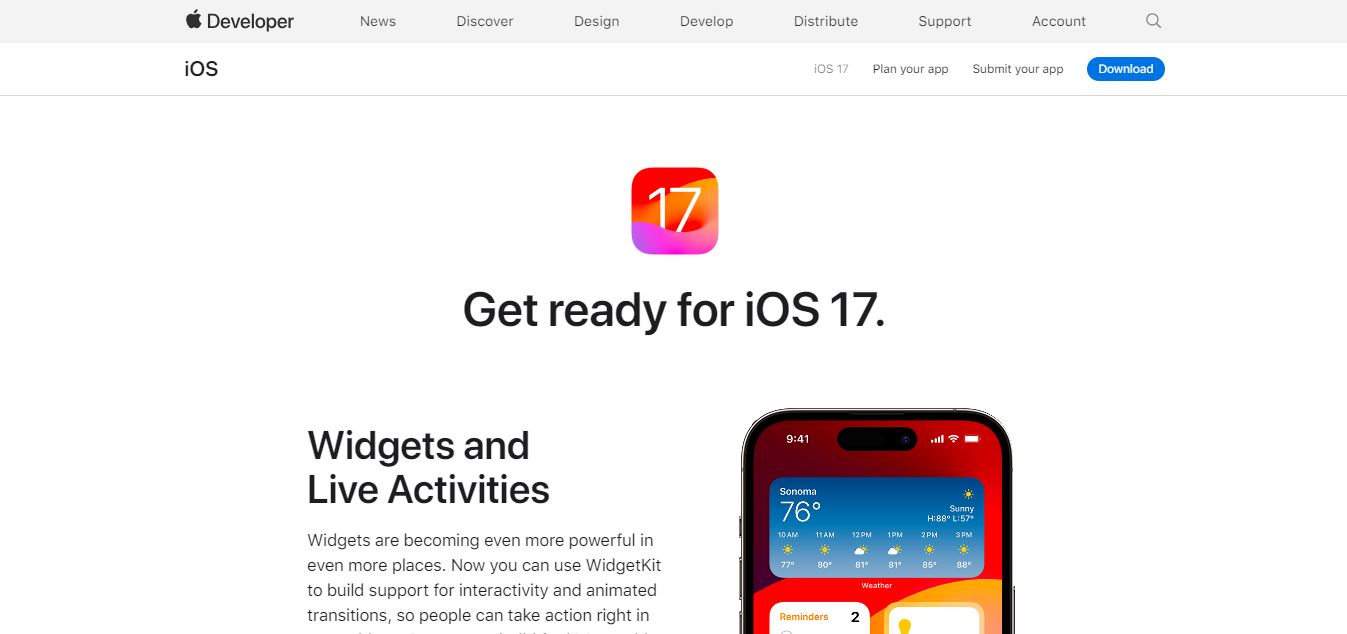 Developer
News
Discover
Design
Develop
Distribute
Support
Account
iOS
iOS 17
Plan your app
Submit your app
Download
17
Get ready for iOS 17.
Widgets and
Live Activities
Widgets are becoming even more powerful in
even more places. Now you can use WidgetKit
to build support for interactivity and animated
transitions, so people can take action right in
9:41
Sonoma
76°
Sunny
H:88° L:57°
10 AM 11 AM 12 PM 1 PM 2 PM 3 PM
77° 80° 81° 81° 85° 88°
Weather
Reminders 2